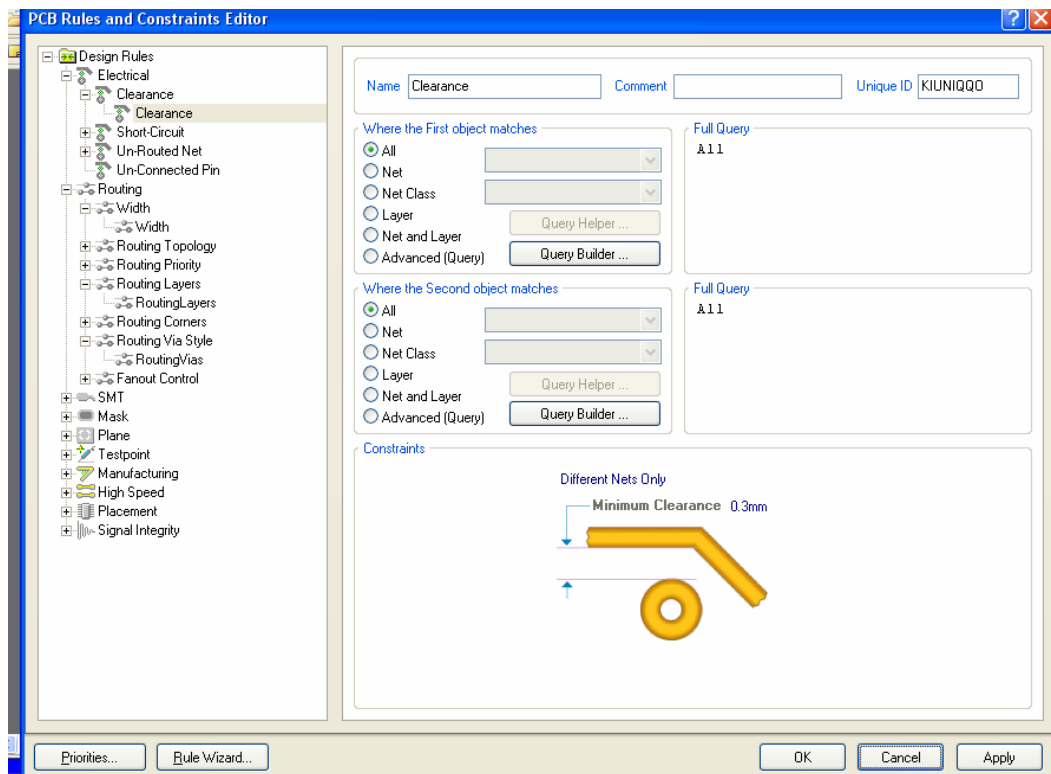 PCB Rules and Constraints Editor
Design Rules
Electrical
Clearance
Clearance
Short-Circuit
Un-Routed Net
Un-Connected Pin
Routing
Width
Width
Routing Topology
Routing Priority
Routing Layers
RoutingLayers
Routing Corners
Routing Via Style
RoutingVias
Fanout Control
SMT
Mask
Plane
Testpoint
Manufacturing
High Speed
Placement
Signal Integrity
Name Clearance Comment Unique ID KIUNIQQO
Where the First object matches
All
Net
Net Class
Layer
Net and Layer
Advanced (Query)
Query Helper ...
Query Builder ...
Full Query
All
Where the Second object matches
All
Net
Net Class
Layer
Net and Layer
Advanced (Query)
Query Helper ...
Query Builder ...
Full Query
All
Constraints
Different Nets Only
Minimum Clearance 0.3mm
Priorities... Rule Wizard... OK Cancel Apply